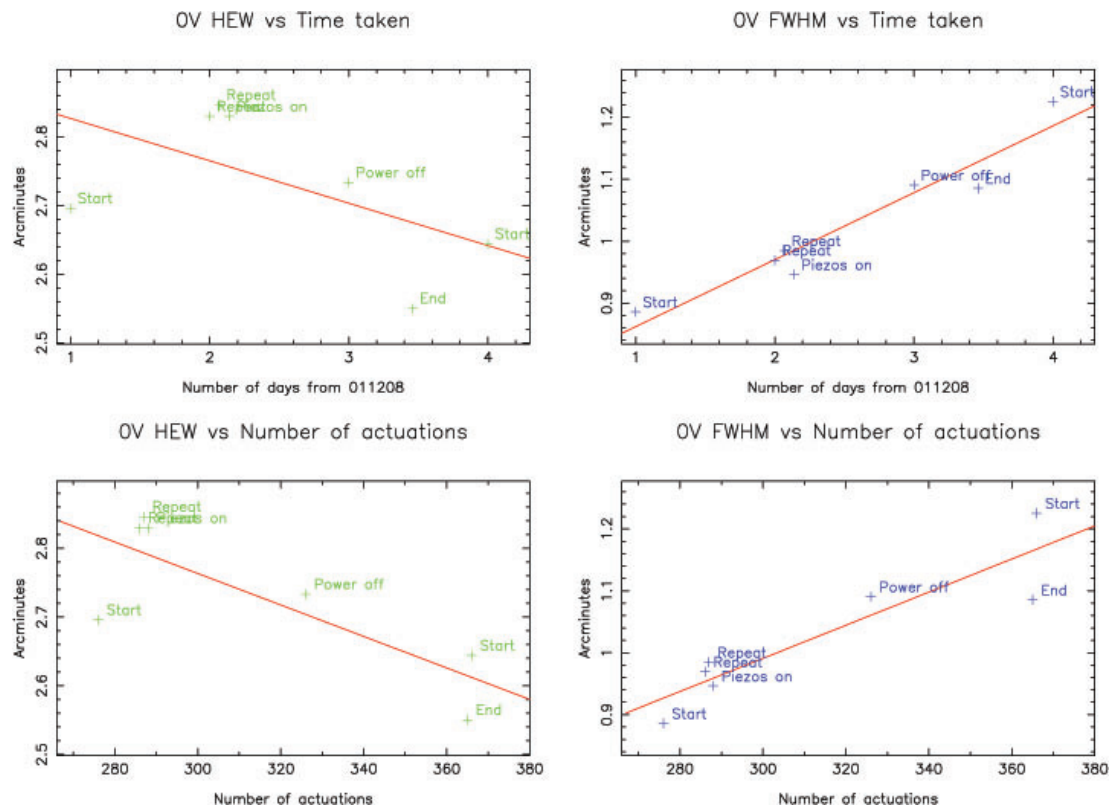 OV HEW vs Time taken
2.8
2.7
2.6
2.5
Arcminutes
Repeat
Repeat
Piezos on
Power off
Start
Start
End
1 2 3 4
Number of days from 011208
OV FWHM vs Time taken
1.2
1.1
1
0.9
Arcminutes
Start
Power off
End
Repeat
Repeat
Piezos on
Start
1 2 3 4
Number of days from 011208
OV HEW vs Number of actuations
2.8
2.7
2.6
2.5
Arcminutes
Repeat
Repeat
Piezos on
Power off
Start
Start
End
280 300 320 340 360 380
Number of actuations
OV FWHM vs Number of actuations
1.2
1.1
1
0.9
Arcminutes
Start
Power off
End
Repeat
Repeat
Piezos on
Start
280 300 320 340 360 380
Number of actuations